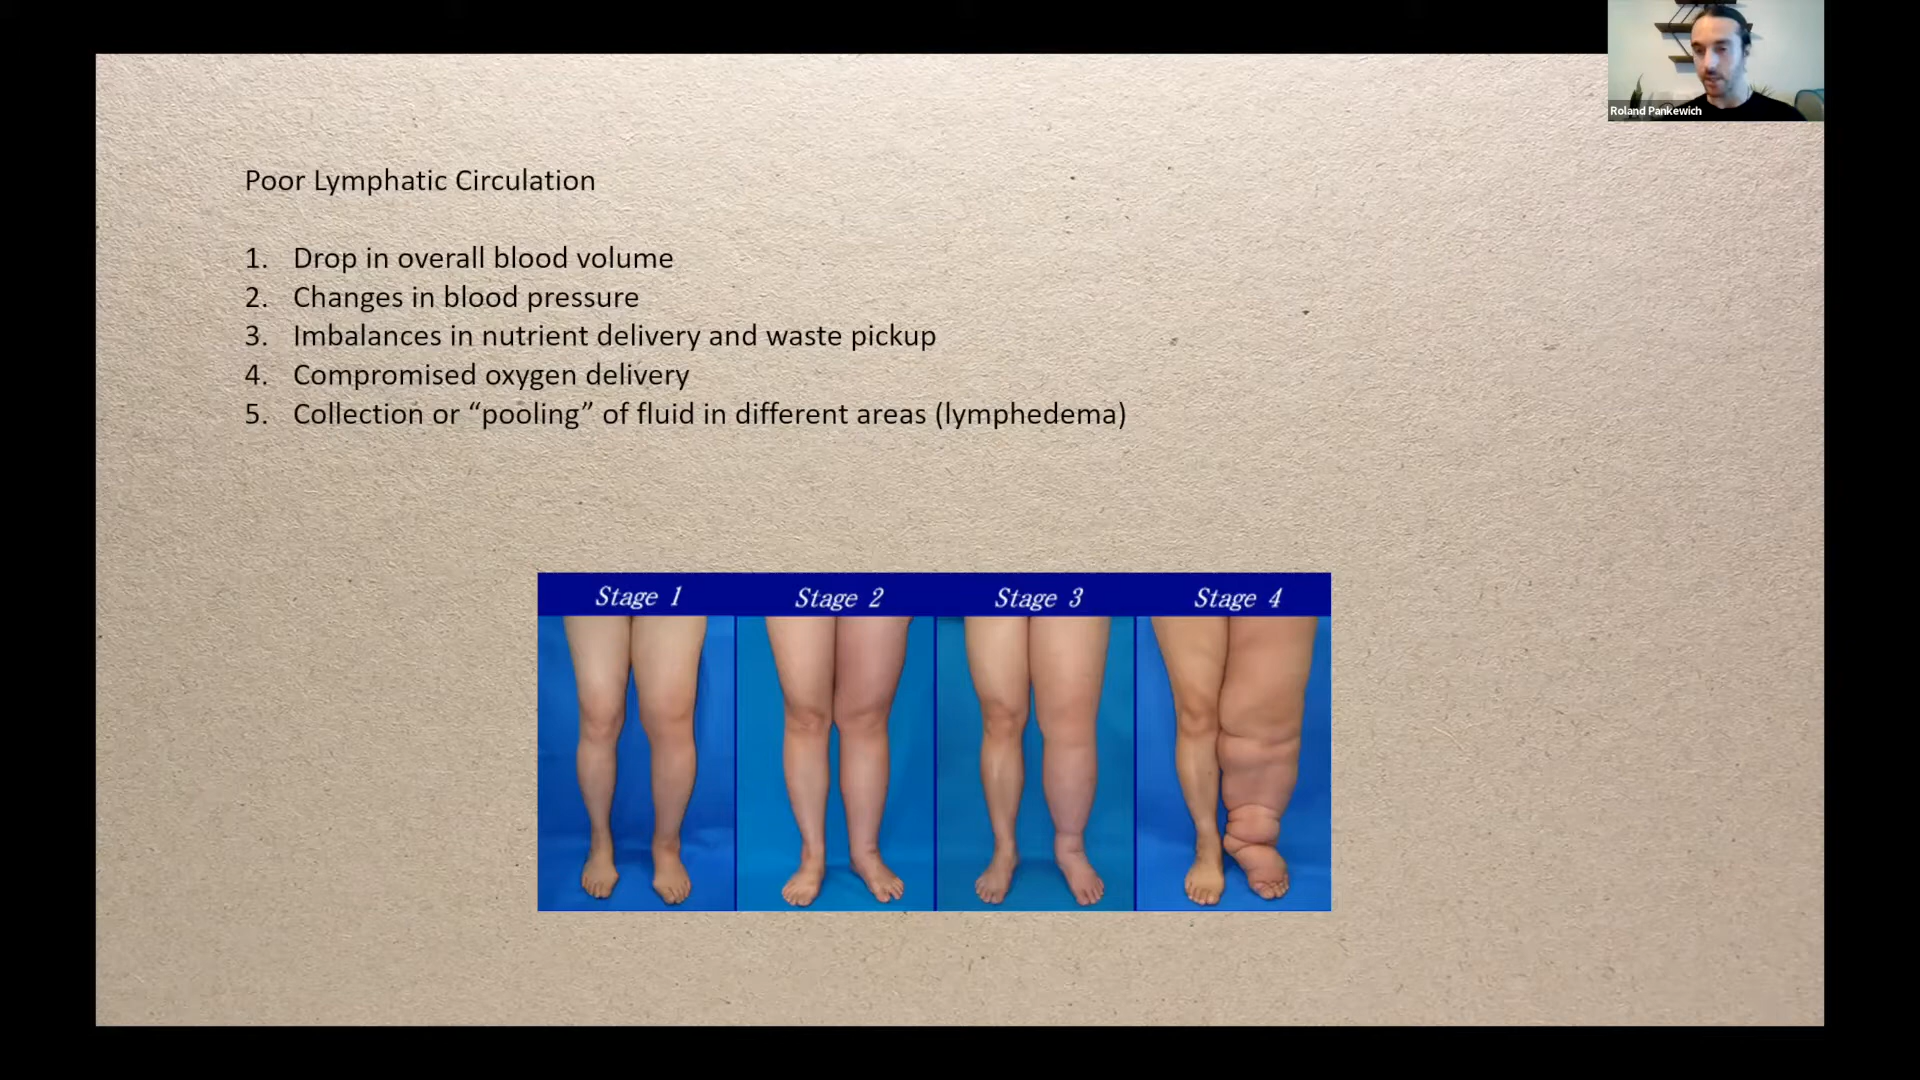 Roland Pankewich
Poor Lymphatic Circulation
1. Drop in overall blood volume
2. Changes in blood pressure
3. Imbalances in nutrient delivery and waste pickup
4. Compromised oxygen delivery
5. Collection or “pooling” of fluid in different areas (lymphedema)
Stage 1 Stage 2 Stage 3 Stage 4